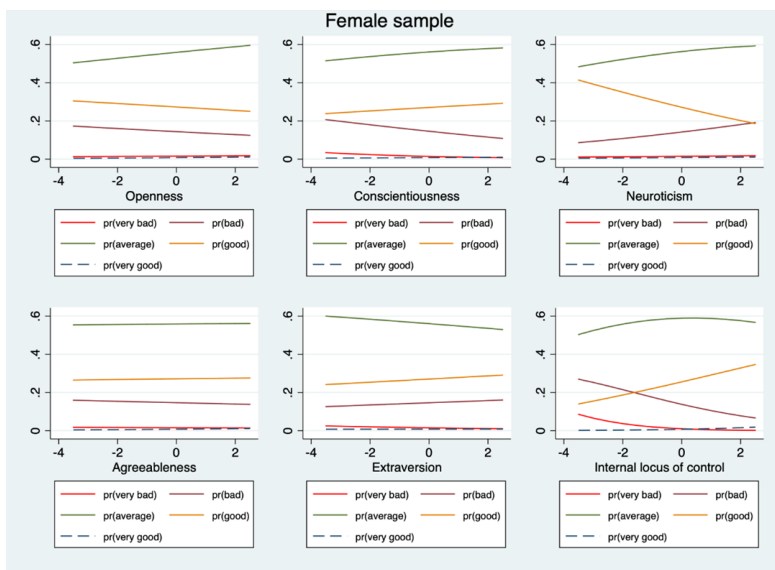 Female sample
.6
.4
.2
0
-4 -2 0 2
Openness
pr(very bad) pr(bad)
pr(average) pr(good)
pr(very good)
.6
.4
.2
0
-4 -2 0 2
Conscientiousness
pr(very bad) pr(bad)
pr(average) pr(good)
pr(very good)
.6
.4
.2
0
-4 -2 0 2
Neuroticism
pr(very bad) pr(bad)
pr(average) pr(good)
pr(very good)
.6
.4
.2
0
-4 -2 0 2
Agreeableness
pr(very bad) pr(bad)
pr(average) pr(good)
pr(very good)
.6
.4
.2
0
-4 -2 0 2
Extraversion
pr(very bad) pr(bad)
pr(average) pr(good)
pr(very good)
.6
.4
.2
0
-4 -2 0 2
Internal locus of control
pr(very bad) pr(bad)
pr(average) pr(good)
pr(very good)